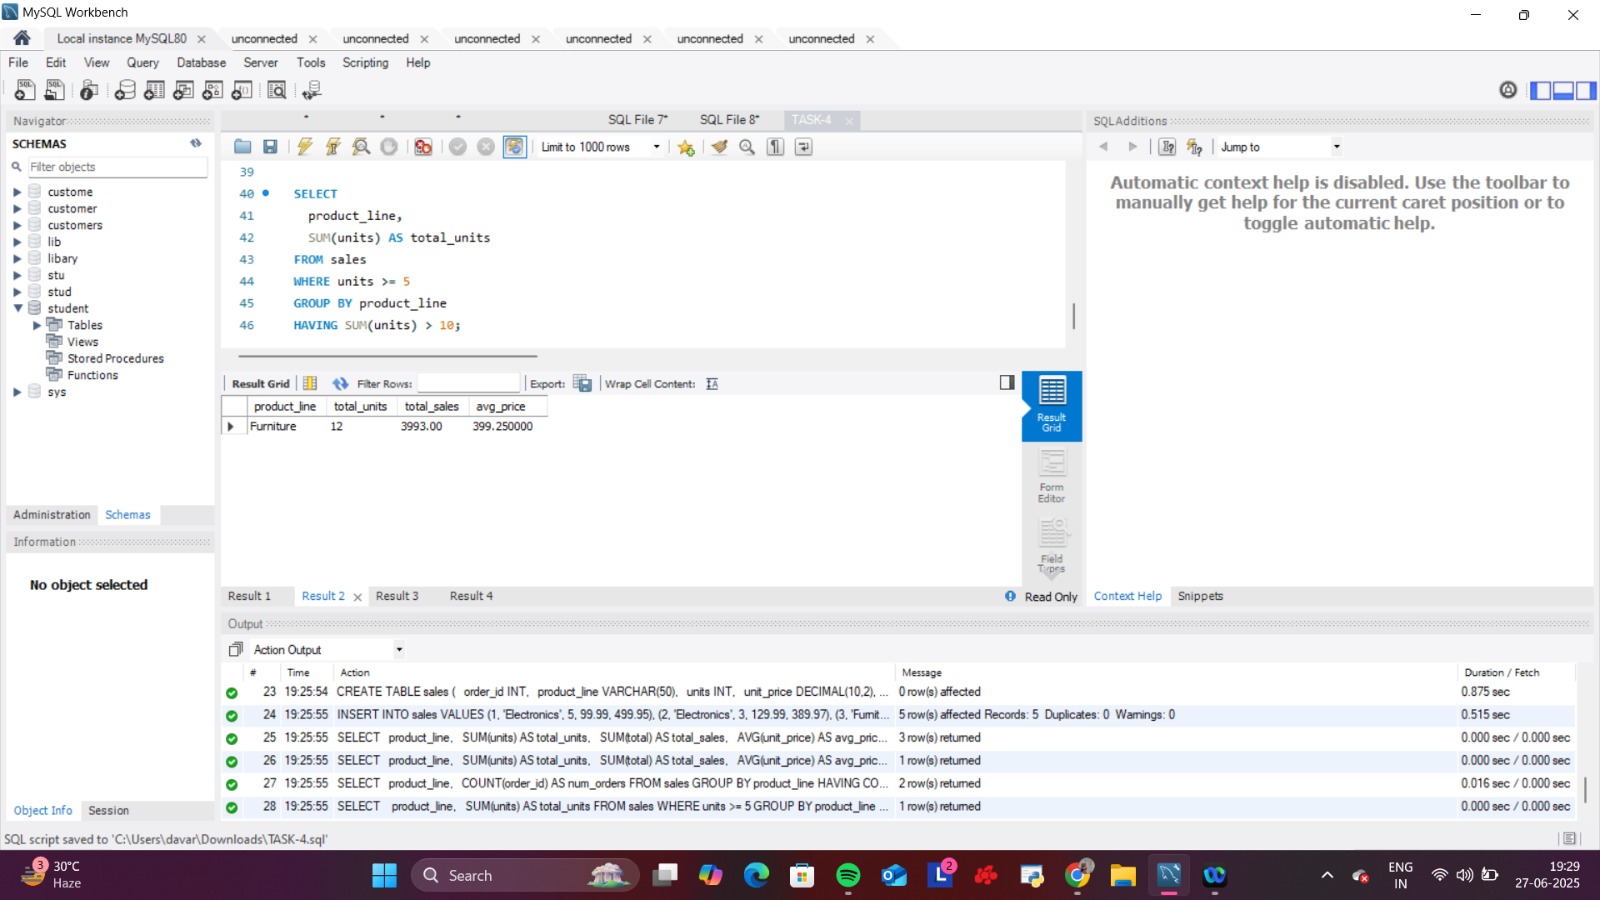 MySQL Workbench
Local instance MySQL80 unconnected unconnected unconnected unconnected unconnected unconnected
File Edit View Query Database Server Tools Scripting Help
Navigator
SCHEMAS
Filter objects
custome
customer
customers
lib
libary
stu
stud
student
Tables
Views
Stored Procedures
Functions
sys
Administration Schemas
Information
No object selected
Object Info Session
* * * SQL File 7* SQL File 8* TASK-4
Limit to 1000 rows
39
40 SELECT
41 product_line,
42 SUM(units) AS total_units
43 FROM sales
44 WHERE units >= 5
45 GROUP BY product_line
46 HAVING SUM(units) > 10;
Result Grid Filter Rows: Export: Wrap Cell Content:
product_line total_units total_sales avg_price
Furniture 12 3993.00 399.250000
Result Grid
Form Editor
Field Types
Result 1 Result 2 Result 3 Result 4 Read Only
SQLAdditions
Jump to
Automatic context help is disabled. Use the toolbar to
manually get help for the current caret position or to
toggle automatic help.
Context Help Snippets
Output
Action Output
# Time Action Message Duration / Fetch
23 19:25:54 CREATE TABLE sales ( order_id INT, product_line VARCHAR(50), units INT, unit_price DECIMAL(10,2), ... 0 row(s) affected 0.875 sec
24 19:25:55 INSERT INTO sales VALUES (1, 'Electronics', 5, 99.99, 499.95), (2, 'Electronics', 3, 129.99, 389.97), (3, 'Furnit... 5 row(s) affected Records: 5 Duplicates: 0 Warnings: 0 0.515 sec
25 19:25:55 SELECT product_line, SUM(units) AS total_units, SUM(total) AS total_sales, AVG(unit_price) AS avg_pric... 3 row(s) returned 0.000 sec / 0.000 sec
26 19:25:55 SELECT product_line, SUM(units) AS total_units, SUM(total) AS total_sales, AVG(unit_price) AS avg_pric... 1 row(s) returned 0.000 sec / 0.000 sec
27 19:25:55 SELECT product_line, COUNT(order_id) AS num_orders FROM sales GROUP BY product_line HAVING CO... 2 row(s) returned 0.016 sec / 0.000 sec
28 19:25:55 SELECT product_line, SUM(units) AS total_units FROM sales WHERE units >= 5 GROUP BY product_line ... 1 row(s) returned 0.000 sec / 0.000 sec
SQL script saved to 'C:\Users\davar\Downloads\TASK-4.sql'
3 30°C
Haze
Search
2
ENG
IN
19:29
27-06-2025